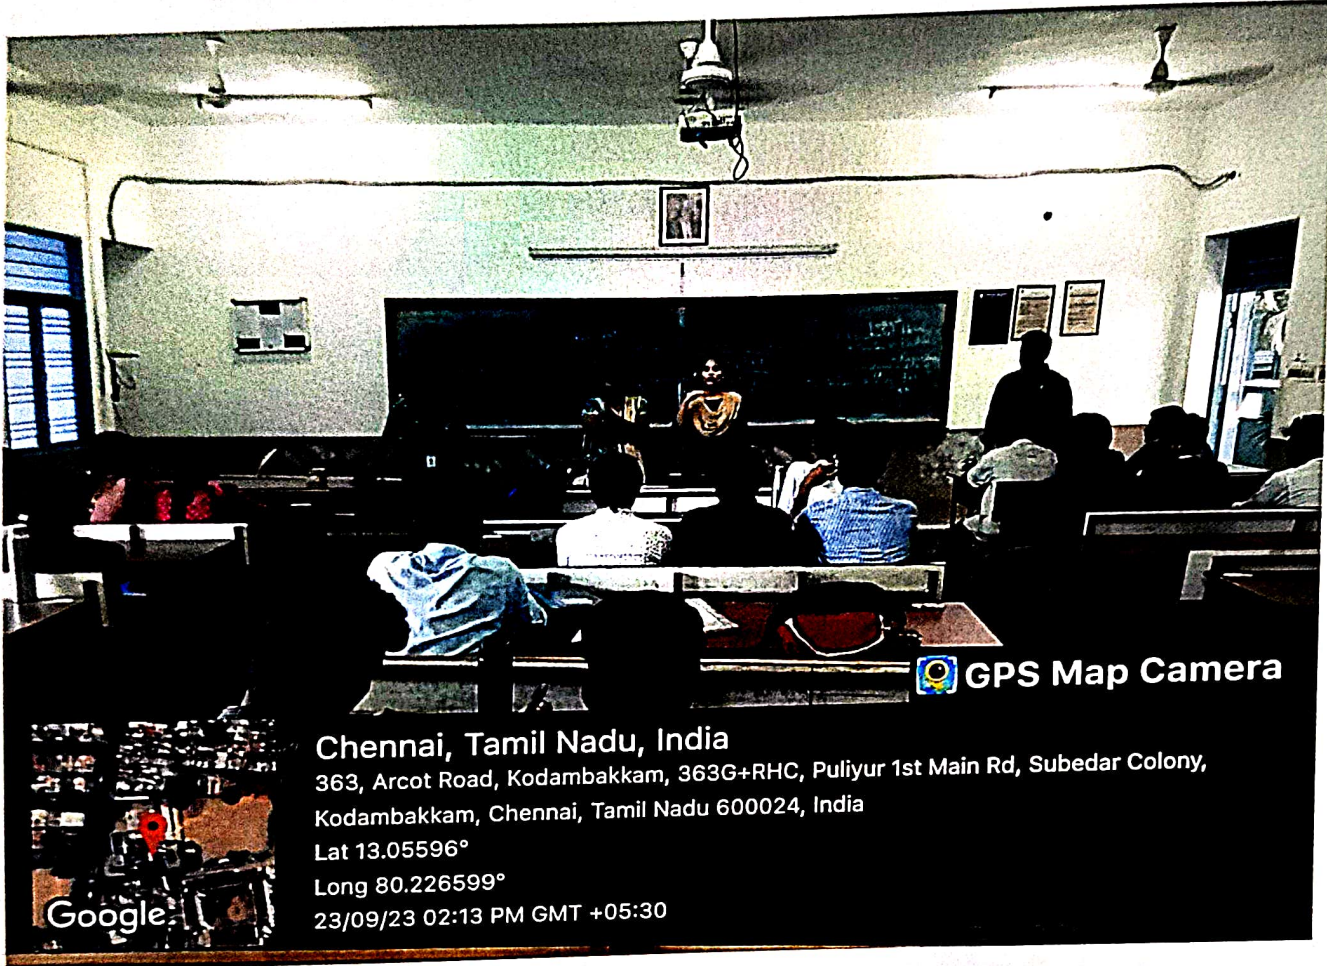 GPS Map Camera
Chennai, Tamil Nadu, India
363, Arcot Road, Kodambakkam, 363G+RHC, Puliyur 1st Main Rd, Subedar Colony,
Kodambakkam, Chennai, Tamil Nadu 600024, India
Lat 13.05596°
Long 80.226599°
23/09/23 02:13 PM GMT +05:30
Google